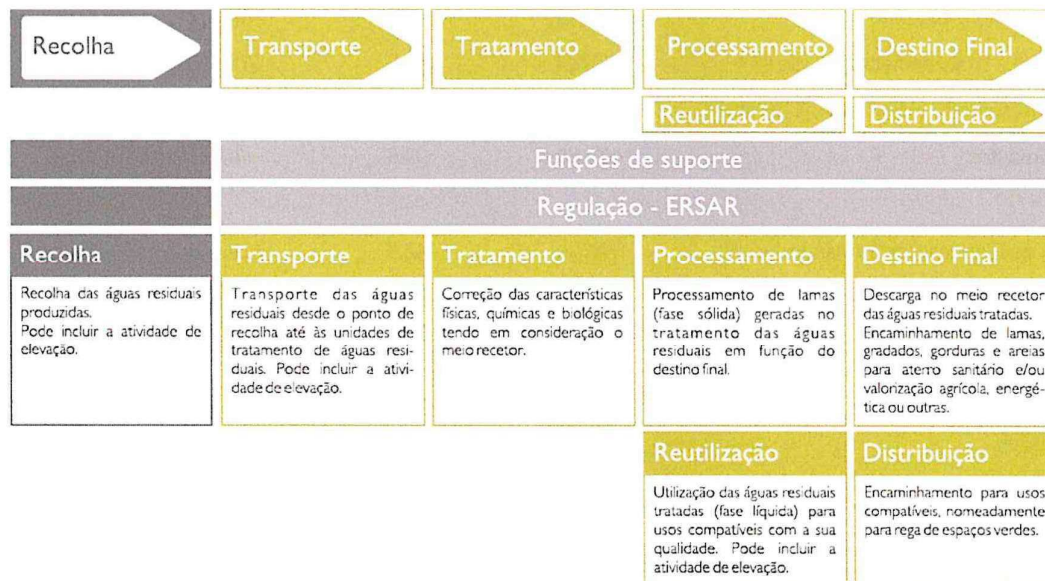 Recolha
Transporte
Tratamento
Processamento
Destino Final
Reutilização
Distribuição
Funções de suporte
Regulação - ERSAR
Recolha
Recolha das águas residuais
produzidas.
Pode incluir a atividade de
elevação.
Transporte
Transporte das águas
residuais desde o ponto de
recolha até às unidades de
tratamento de águas resi-
duais. Pode incluir a ativi-
dade de elevação.
Tratamento
Correção das características
físicas, químicas e biológicas
tendo em consideração o
meio recetor.
Processamento
Processamento de lamas
(fase sólida) geradas no
tratamento das águas
residuais em função do
destino final.
Destino Final
Descarga no meio recetor
das águas residuais tratadas.
Encaminhamento de lamas,
gradados, gorduras e areias
para aterro sanitário e/ou
valorização agrícola, energé-
tica ou outras.
Reutilização
Utilização das águas residuais
tratadas (fase líquida) para
usos compatíveis com a sua
qualidade. Pode incluir a
atividade de elevação.
Distribuição
Encaminhamento para usos
compatíveis, nomeadamente
para rega de espaços verdes.